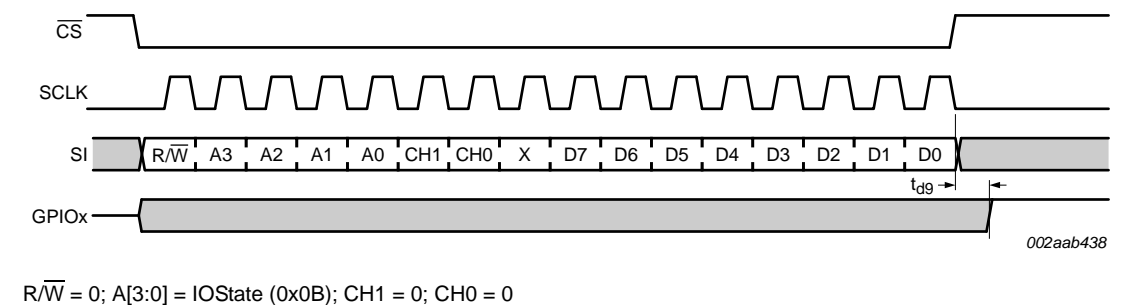 CS
SCLK
SI R/W A3 A2 A1 A0 CH1 CH0 X D7 D6 D5 D4 D3 D2 D1 D0
td9
GPIOx
002aab438
R/W = 0; A[3:0] = IOState (0x0B); CH1 = 0; CH0 = 0